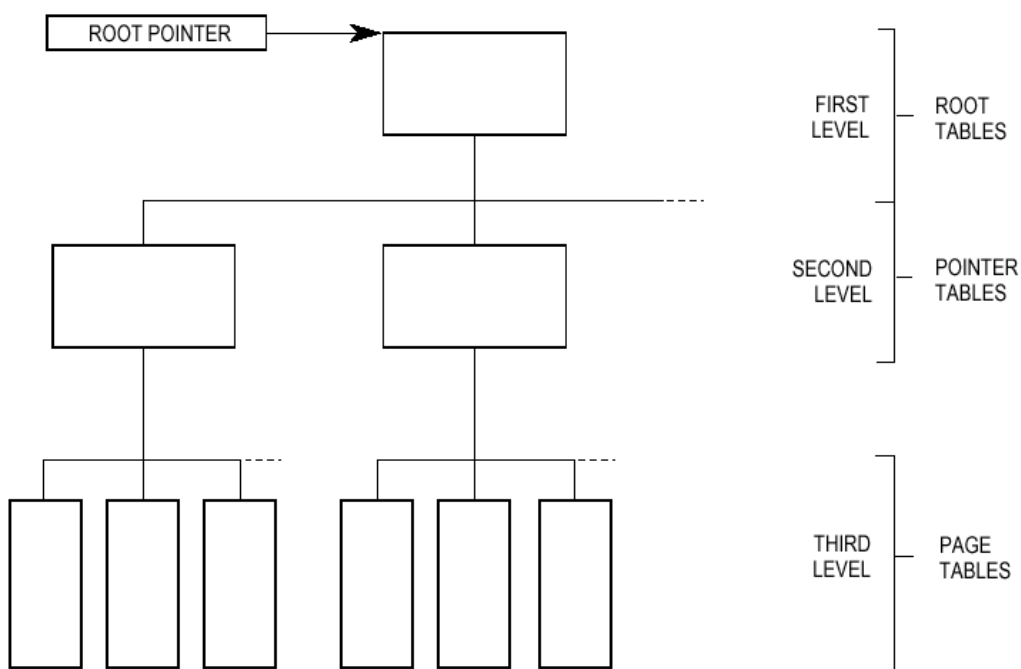 ROOT POINTER
FIRST
LEVEL
ROOT
TABLES
SECOND
LEVEL
POINTER
TABLES
THIRD
LEVEL
PAGE
TABLES